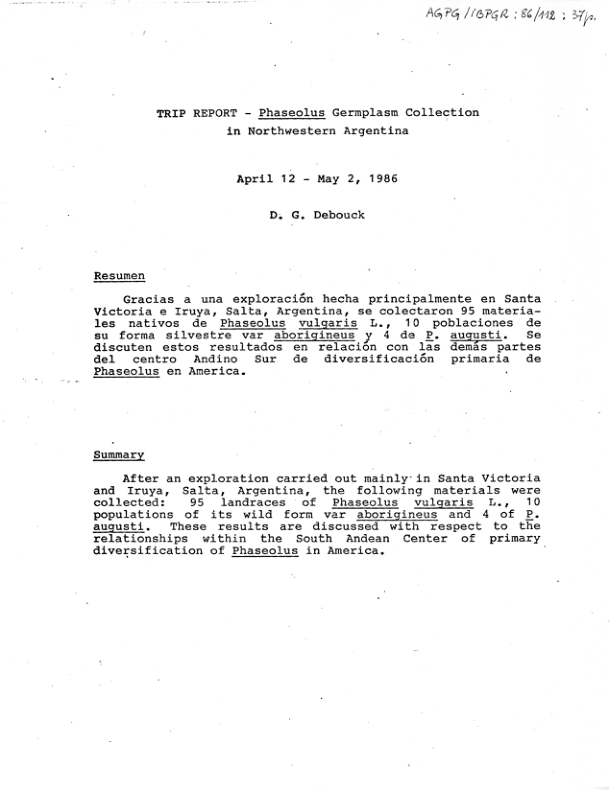 AGPG/IBPGR: 86/112; 37p.
TRIP REPORT - Phaseolus Germplasm Collection
in Northwestern Argentina
April 12 - May 2, 1986
D. G. Debouck
Resumen
Gracias a una exploración hecha principalmente en Santa
Victoria e Iruya, Salta, Argentina, se colectaron 95 materia-
les nativos de Phaseolus vulgaris L., 10 poblaciones de
su forma silvestre var aborigineus y 4 de P. augusti. Se
discuten estos resultados en relación con las demás partes
del centro Andino Sur de diversificación primaria de
Phaseolus en America.
Summary
After an exploration carried out mainly in Santa Victoria
and Iruya, Salta, Argentina, the following materials were
collected: 95 landraces of Phaseolus vulgaris L., 10
populations of its wild form var aborigineus and 4 of P.
augusti. These results are discussed with respect to the
relationships within the South Andean Center of primary
diversification of Phaseolus in America.